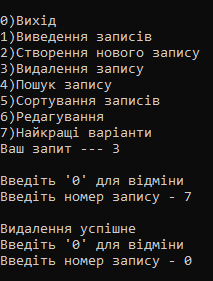 0)Вихід
1)Виведення записів
2)Створення нового запису
3)Видалення запису
4)Пошук запису
5)Сортування записів
6)Редагування
7)Найкращі варіанти
Ваш запит --- 3
Введіть '0' для відміни
Введіть номер запису - 7
Видалення успішне
Введіть '0' для відміни
Введіть номер запису - 0